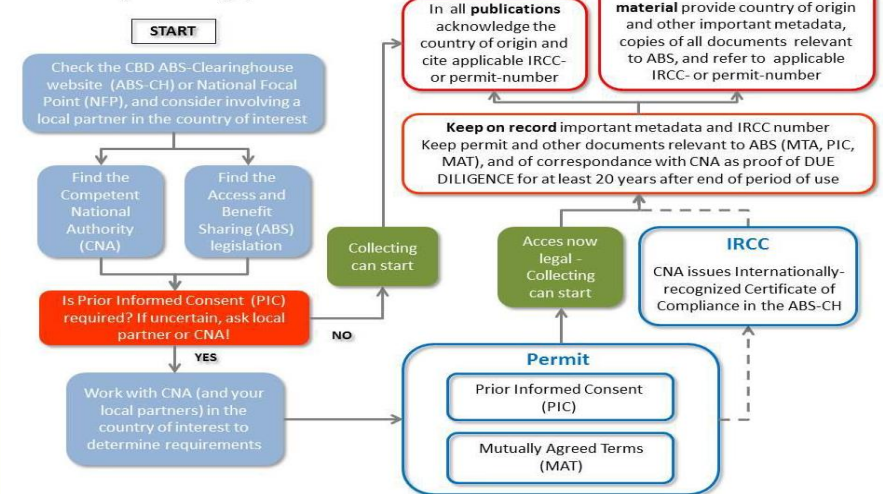 START
Check the CBD ABS-Clearinghouse
website (ABS-CH) or National Focal
Point (NFP), and consider involving a
local partner in the country of interest
Find the
Competent
National
Authority
(CNA)
Find the
Access and
Benefit
Sharing (ABS)
legislation
Is Prior Informed Consent (PIC)
required? If uncertain, ask local
partner or CNA!
NO
YES
Collecting
can start
Work with CNA (and your
local partners) in the
country of interest to
determine requirements
Permit
Prior Informed Consent
(PIC)
Mutually Agreed Terms
(MAT)
Acces now
legal -
Collecting
can start
IRCC
CNA issues Internationally-
recognized Certificate of
Compliance in the ABS-CH
Keep on record important metadata and IRCC number
Keep permit and other documents relevant to ABS (MTA, PIC,
MAT), and of correspondance with CNA as proof of DUE
DILIGENCE for at least 20 years after end of period of use
In all publications
acknowledge the
country of origin and
cite applicable IRCC-
or permit-number
material provide country of origin
and other important metadata,
copies of all documents relevant
to ABS, and refer to applicable
IRCC- or permit-number